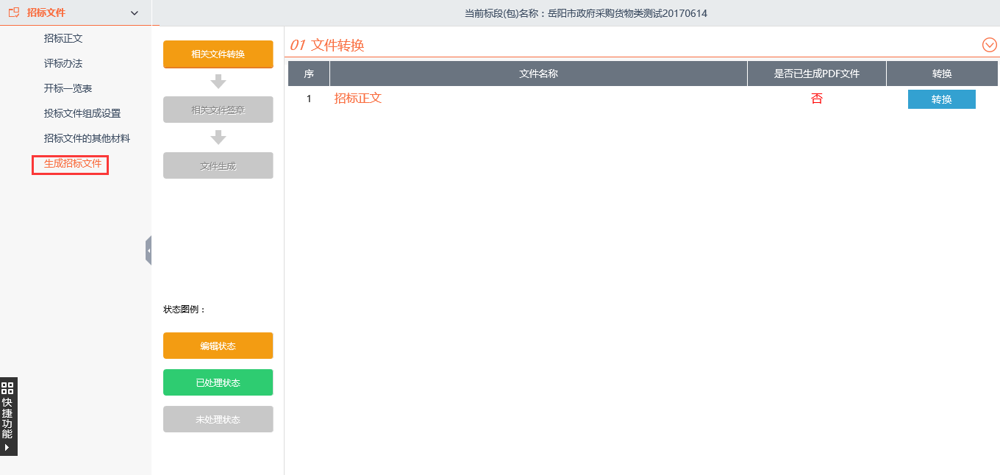 招标文件
当前标段(包)名称：岳阳市政府采购货物类测试20170614
招标正文
评标办法
开标一览表
投标文件组成设置
招标文件的其他材料
生成招标文件
快捷功能
相关文件转换
相关文件签章
文件生成
状态图例：
编辑状态
已处理状态
未处理状态
01 文件转换
序 文件名称 是否已生成PDF文件 转换
1 招标正文 否 转换